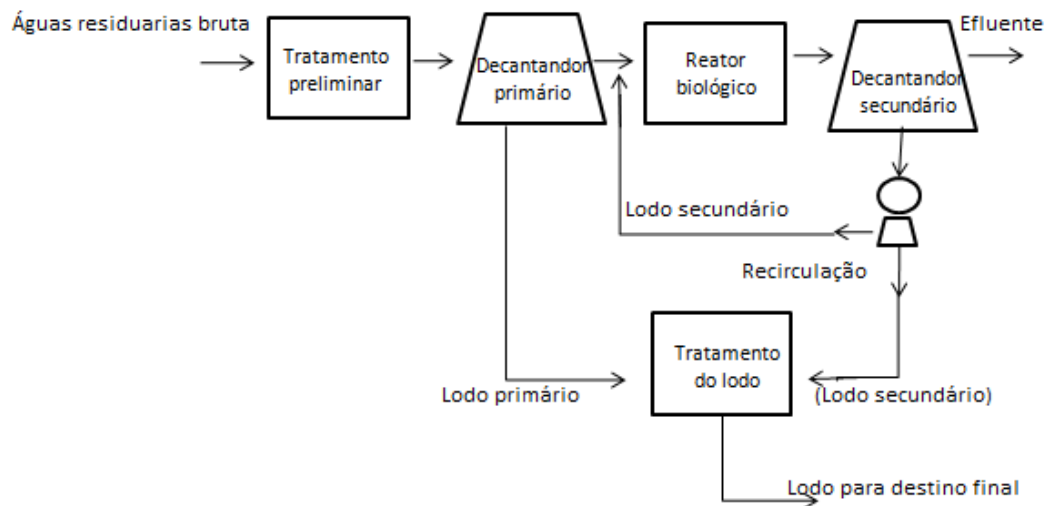 Águas residuarias bruta
Efluente
Tratamento
preliminar
Decantandor
primário
Reator
biológico
Decantandor
secundário
Lodo secundário
Recirculação
Tratamento
do lodo
Lodo primário
(Lodo secundário)
Lodo para destino final